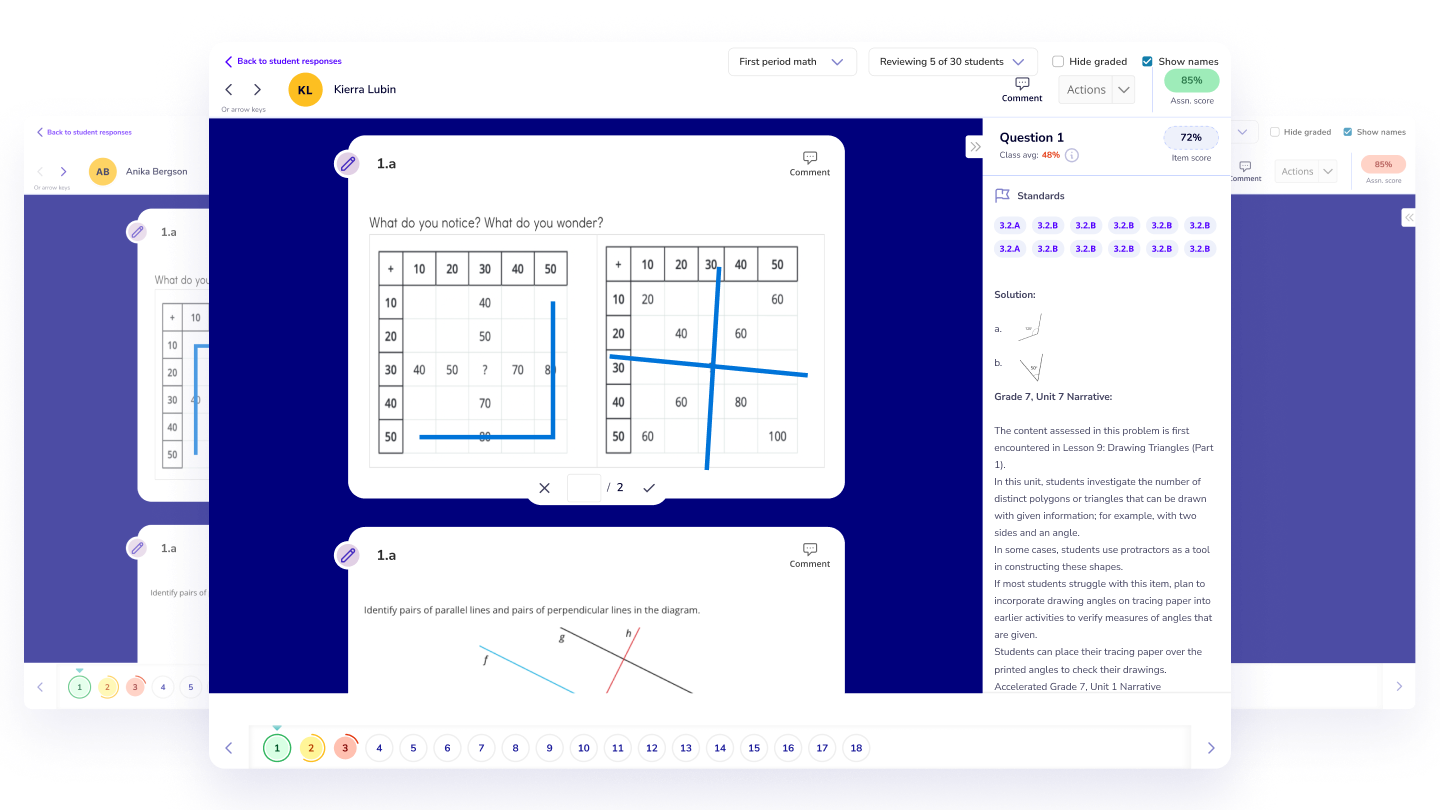 Back to student responses
First period math
Reviewing 5 of 30 students
Hide graded
Show names
Or arrow keys
KL
Kierra Lubin
Comment
Actions
85%
Assn. score
1.a
Comment
What do you notice? What do you wonder?
+ 10 20 30 40 50
10 40
20 50
30 40 50 ? 70 80
40 70
50 80
+ 10 20 30 40 50
10 20 60
20 40 60
30
40 60 80
50 60 100
/ 2
1.a
Comment
Identify pairs of parallel lines and pairs of perpendicular lines in the diagram.
f
g
h
Question 1
Class avg: 48%
72%
Item score
Standards
3.2.A 3.2.B 3.2.B 3.2.B 3.2.B 3.2.B
3.2.A 3.2.B 3.2.B 3.2.B 3.2.B 3.2.B
Solution:
a.
b. 50°
Grade 7, Unit 7 Narrative:
The content assessed in this problem is first
encountered in Lesson 9: Drawing Triangles (Part
1).
In this unit, students investigate the number of
distinct polygons or triangles that can be drawn
with given information; for example, with two
sides and an angle.
In some cases, students use protractors as a tool
in constructing these shapes.
If most students struggle with this item, plan to
incorporate drawing angles on tracing paper into
earlier activities to verify measures of angles that
are given.
Students can place their tracing paper over the
printed angles to check their drawings.
Accelerated Grade 7, Unit 1 Narrative
1 2 3 4 5 6 7 8 9 10 11 12 13 14 15 16 17 18
Back to student responses
Or arrow keys
AB
Anika Bergson
1.a
What do you
+ 10
10
20
30 40
40
50
1.a
Identify pairs of
1 2 3 4 5
Hide graded
Show names
Comment
Actions
85%
Assn. score